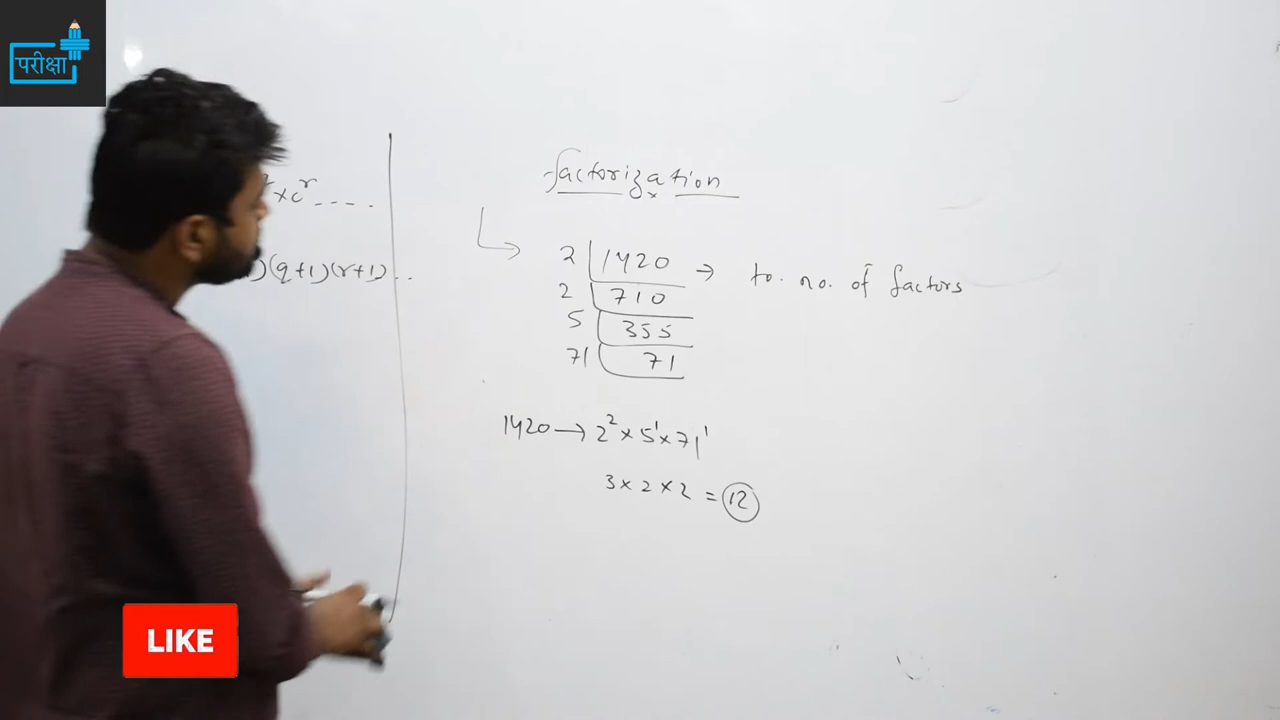 परीक्षा
×c^r ....
)(q+1)(r+1)...
factorization
2 | 1420 → to. no. of factors
2 | 710
5 | 355
71 | 71
1420 → 2² × 5¹ × 71¹
3 × 2 × 2 = 12
LIKE